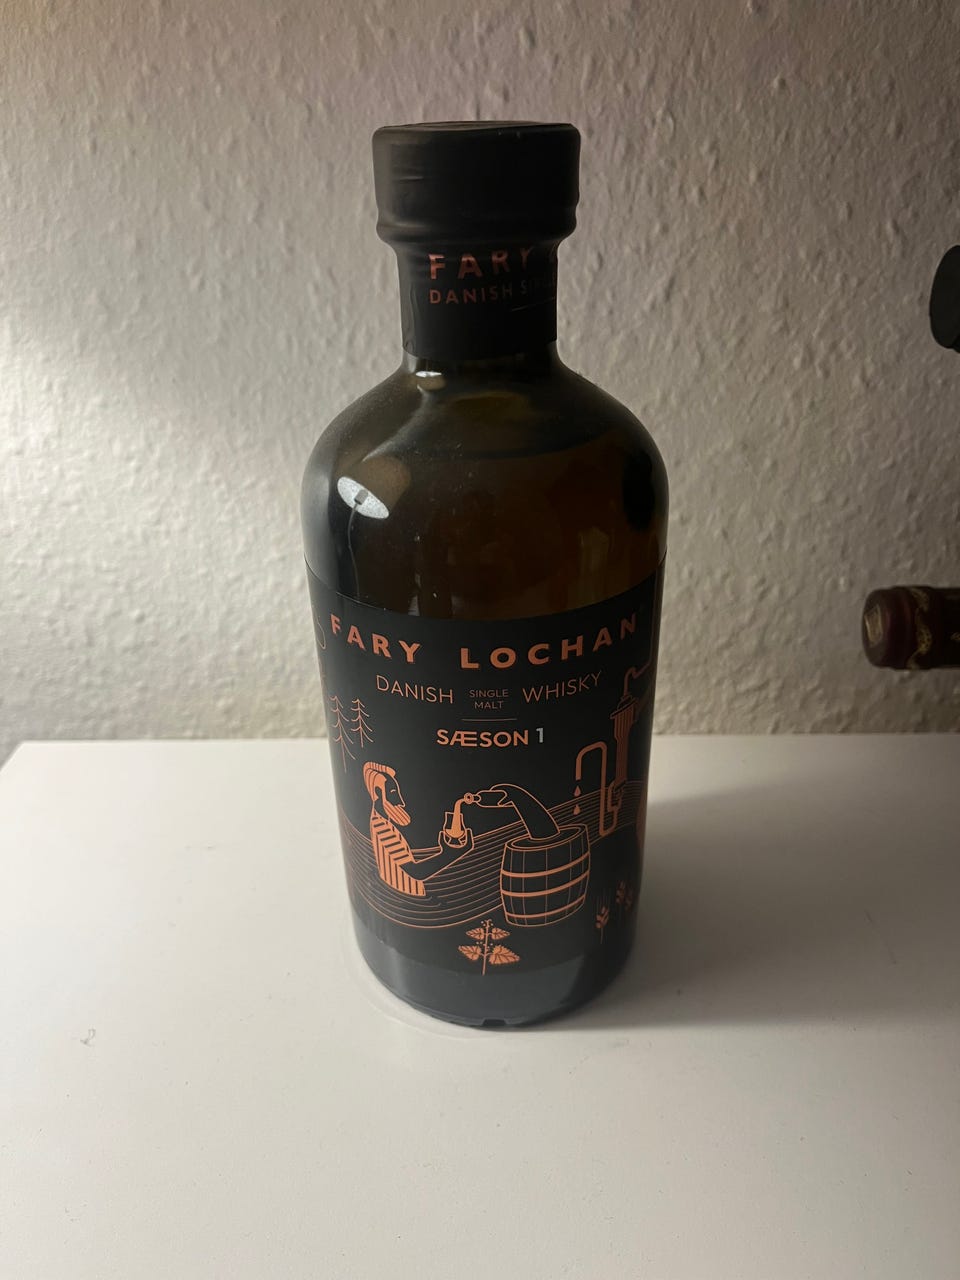 FARY
DANISH
FARY LOCHAN
DANISH SINGLE MALT WHISKY
SÆSON 1